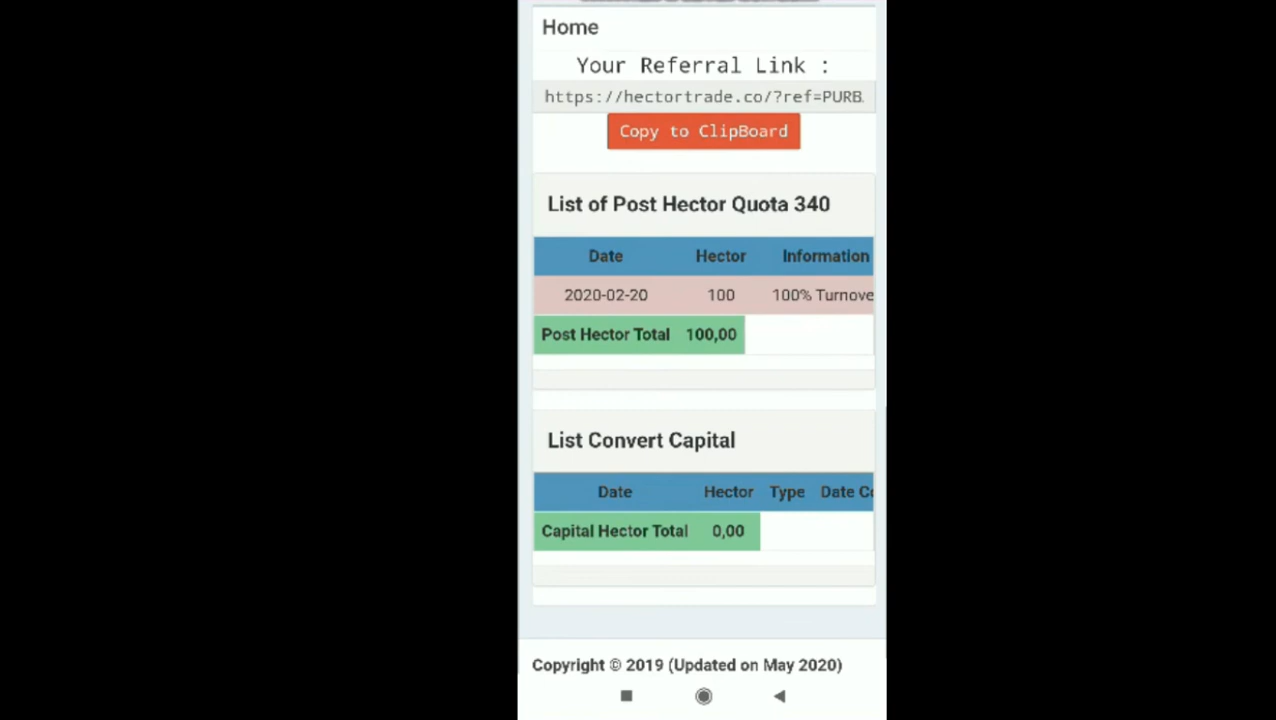 Home
Your Referral Link :
https://hectortrade.co/?ref=PURB
Copy to ClipBoard
List of Post Hector Quota 340
Date Hector Information
2020-02-20 100 100% Turnove
Post Hector Total 100,00
List Convert Capital
Date Hector Type Date Co
Capital Hector Total 0,00
Copyright © 2019 (Updated on May 2020)